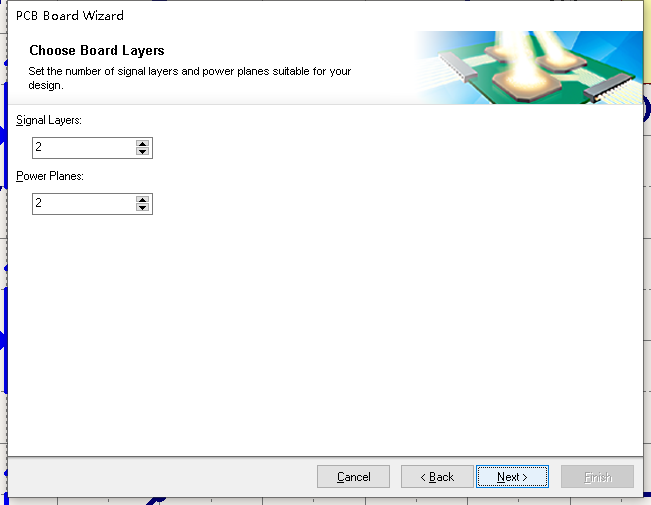 PCB Board Wizard
Choose Board Layers
Set the number of signal layers and power planes suitable for your
design.
Signal Layers:
2
Power Planes:
2
Cancel
< Back
Next >
Finish